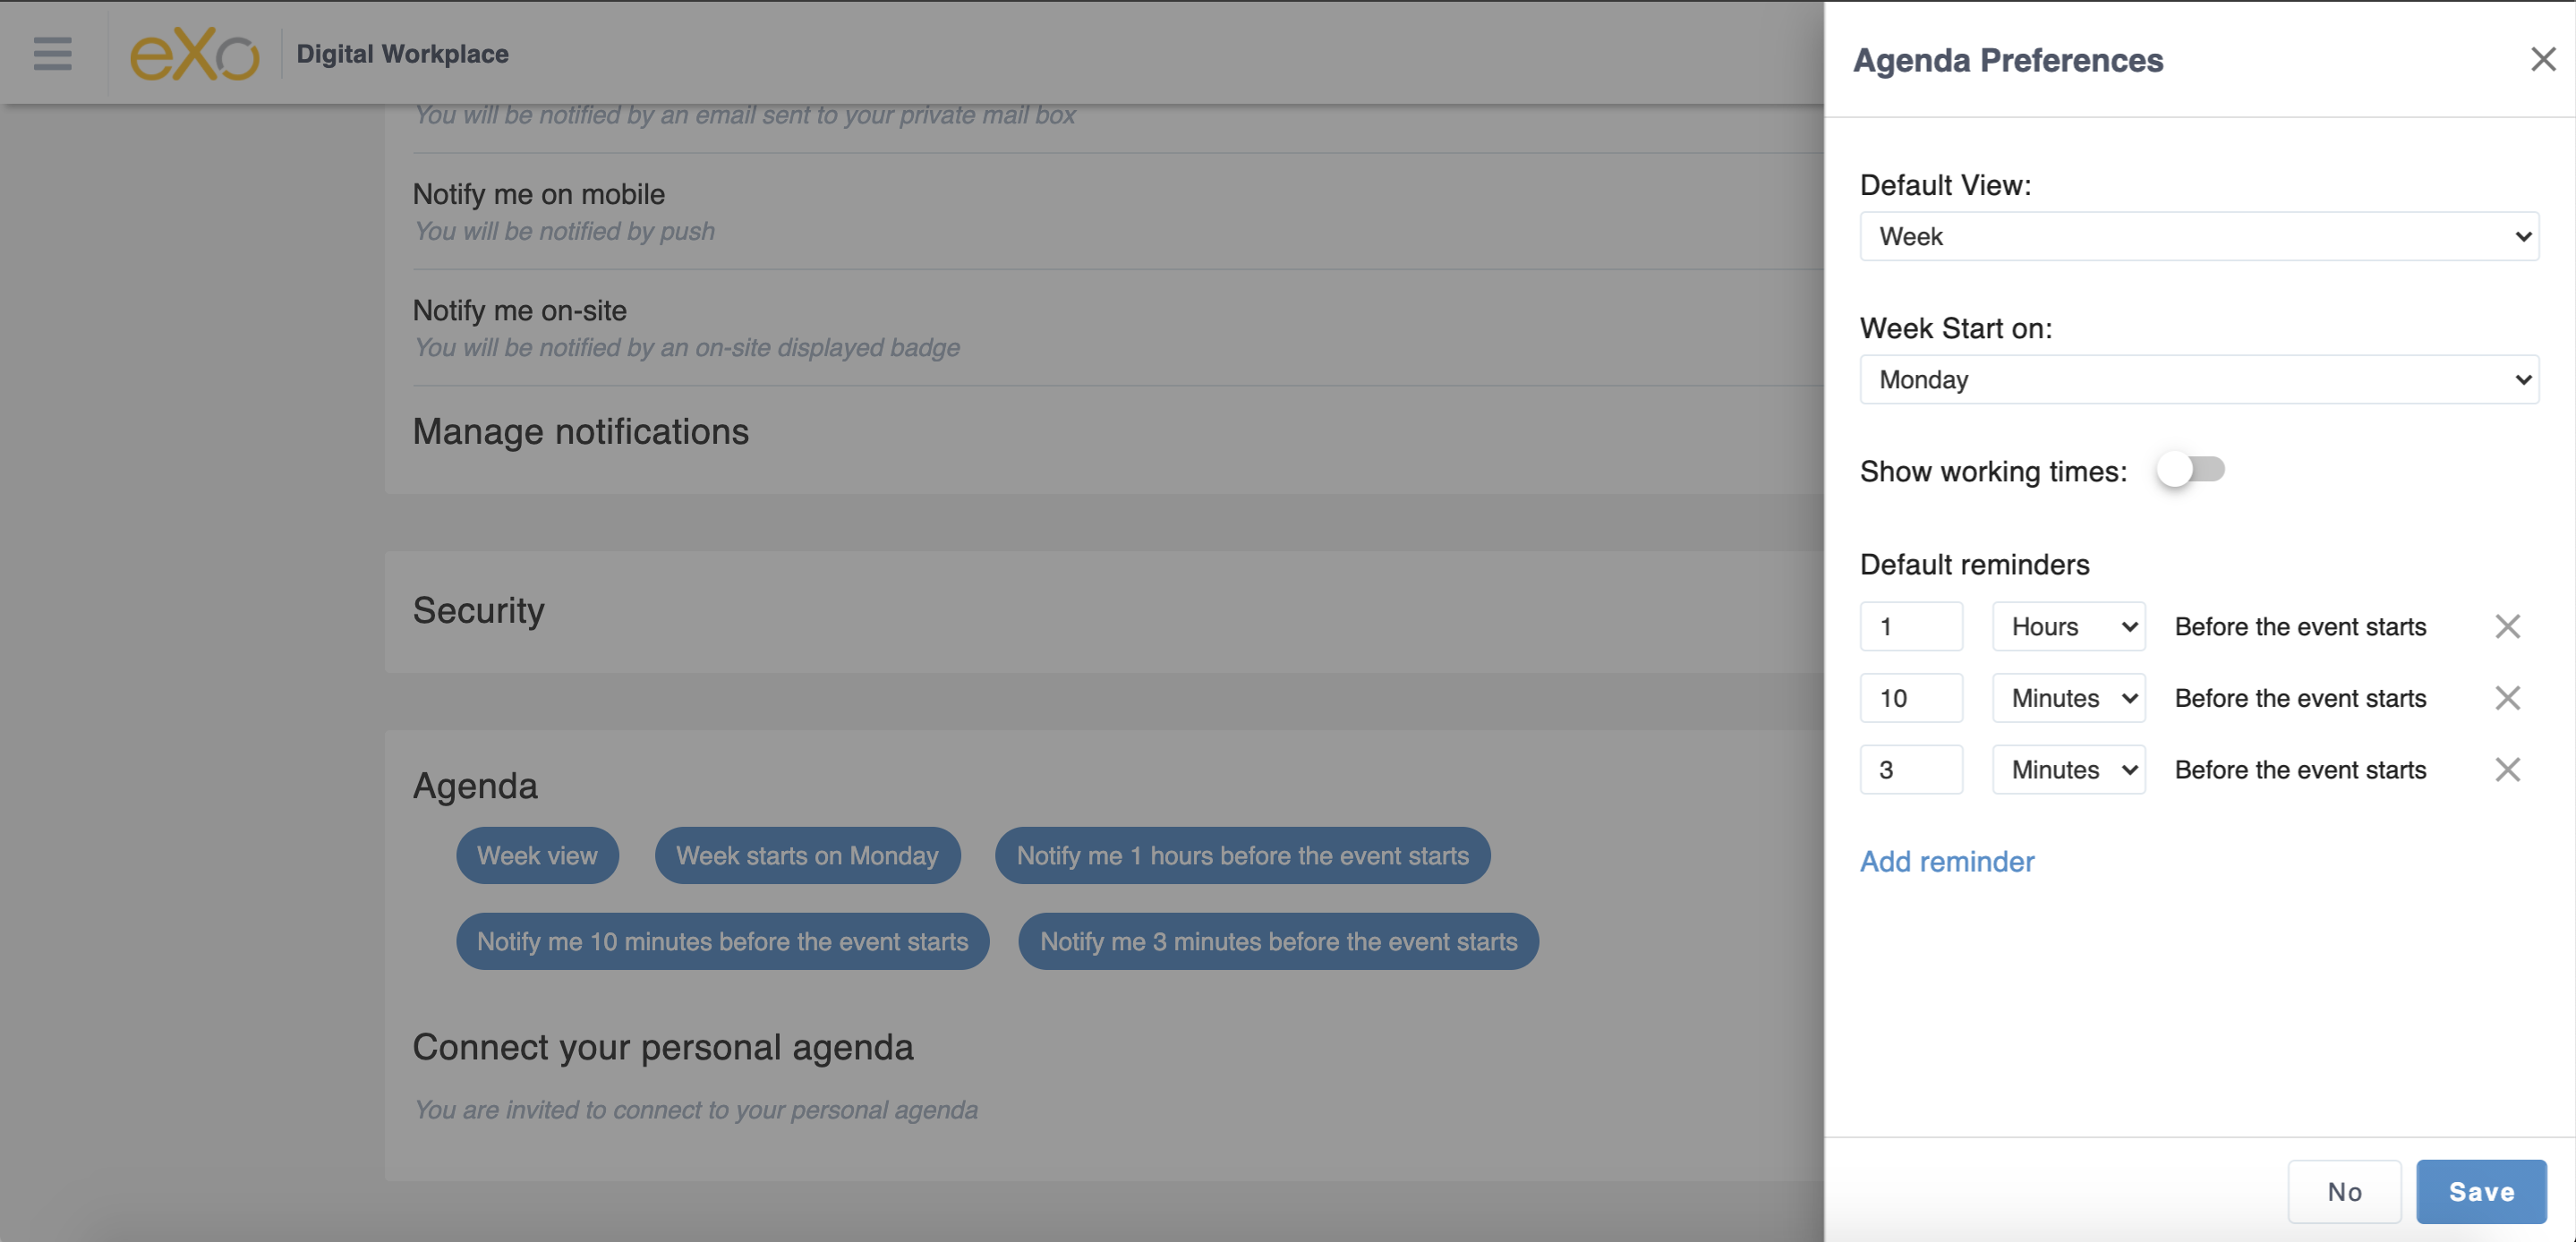 eXo
Digital Workplace
You will be notified by an email sent to your private mail box
Notify me on mobile
You will be notified by push
Notify me on-site
You will be notified by an on-site displayed badge
Manage notifications
Security
Agenda
Week view
Week starts on Monday
Notify me 1 hours before the event starts
Notify me 10 minutes before the event starts
Notify me 3 minutes before the event starts
Connect your personal agenda
You are invited to connect to your personal agenda
Agenda Preferences
Default View:
Week
Week Start on:
Monday
Show working times:
Default reminders
1 Hours Before the event starts
10 Minutes Before the event starts
3 Minutes Before the event starts
Add reminder
No Save